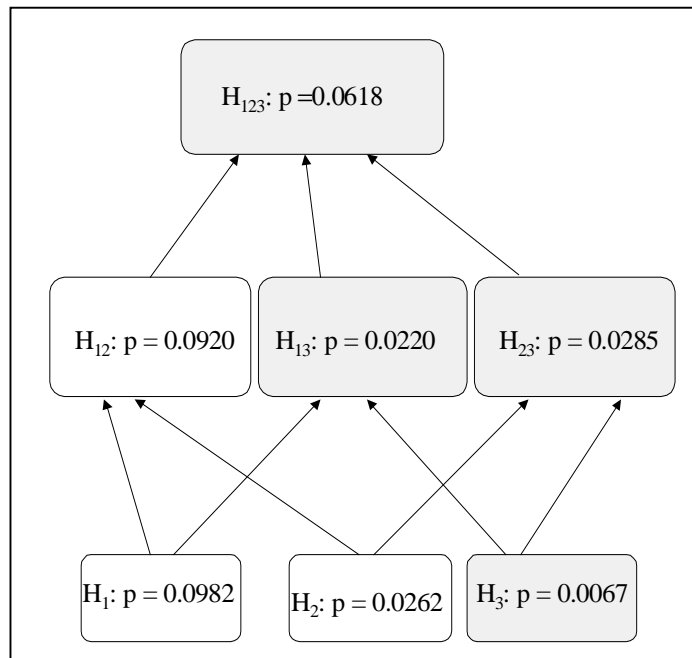 H₁₂₃: p =0.0618
H₁₂: p = 0.0920
H₁₃: p = 0.0220
H₂₃: p = 0.0285
H₁: p = 0.0982
H₂: p = 0.0262
H₃: p = 0.0067